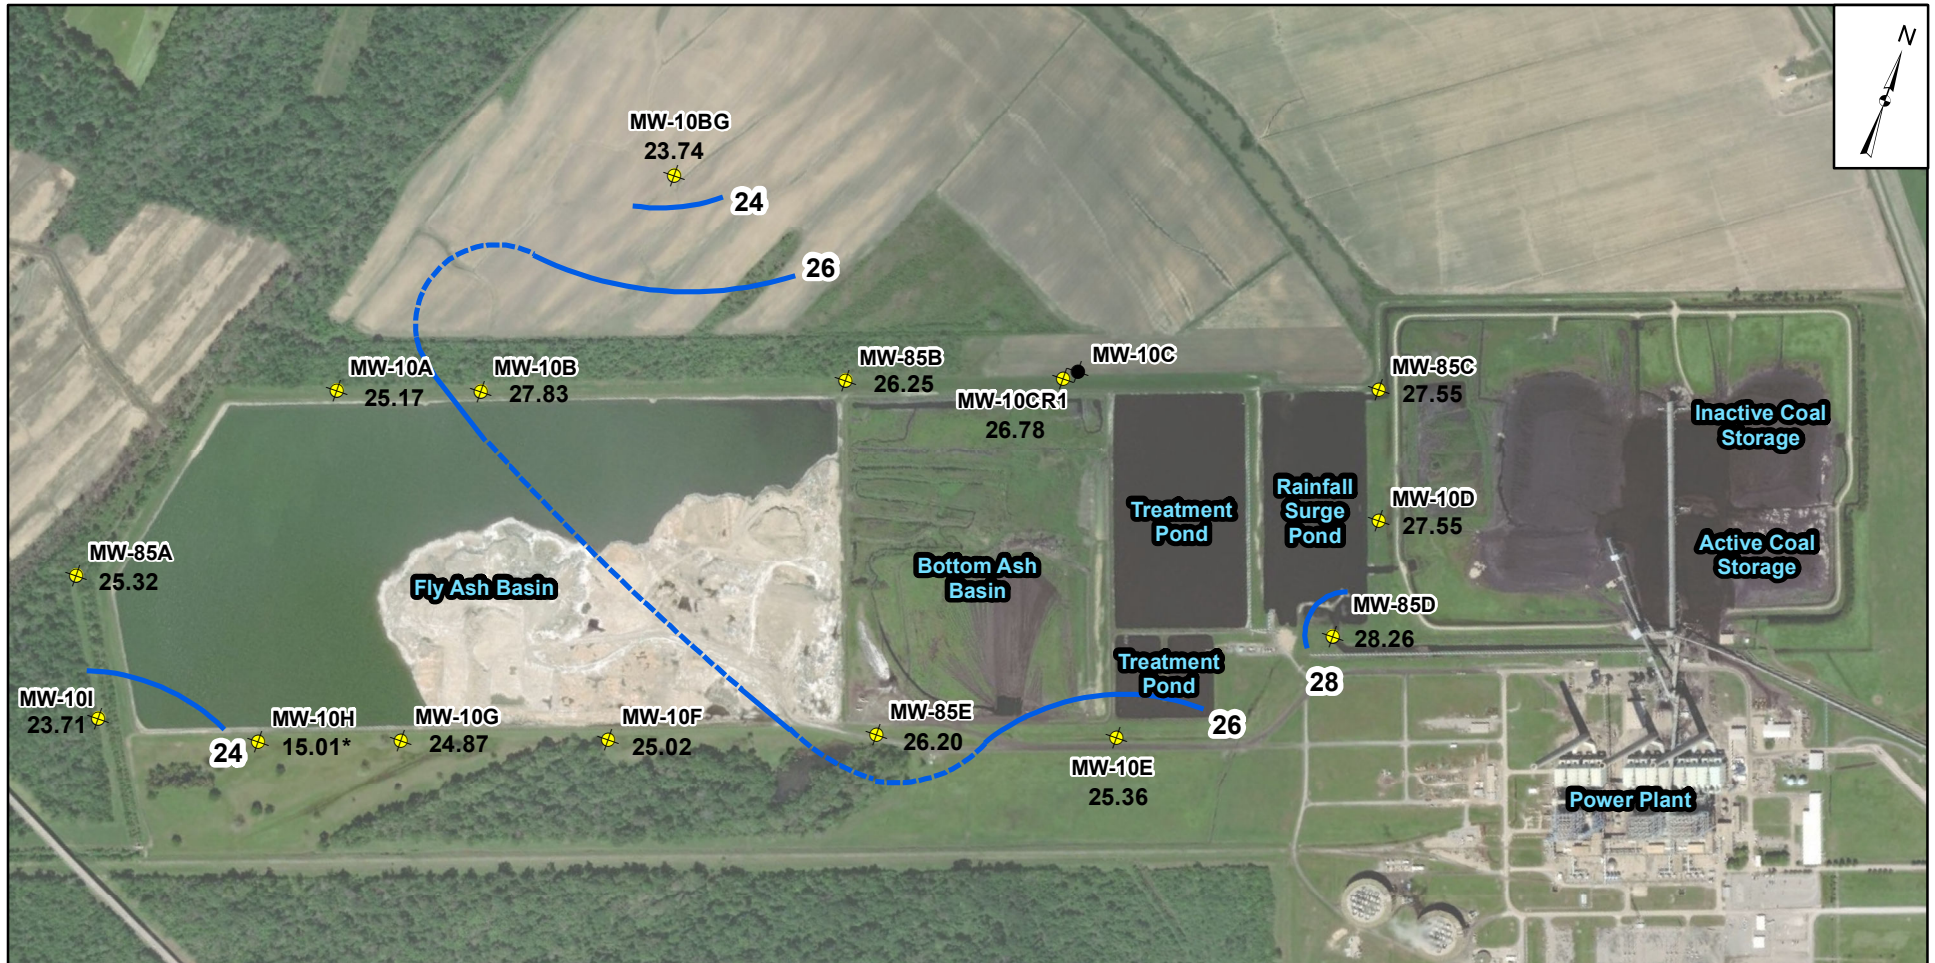 N
MW-10BG
23.74
24
26
MW-10A
25.17
MW-10B
27.83
MW-85B
26.25
MW-10C
MW-10CR1
26.78
MW-85C
27.55
Inactive Coal
Storage
MW-10D
27.55
Active Coal
Storage
Treatment
Pond
Rainfall
Surge
Pond
MW-85A
25.32
Fly Ash Basin
Bottom Ash
Basin
MW-85D
28.26
Treatment
Pond
28
MW-10I
23.71
24
MW-10H
15.01*
MW-10G
24.87
MW-10F
25.02
MW-85E
26.20
26
MW-10E
25.36
Power Plant